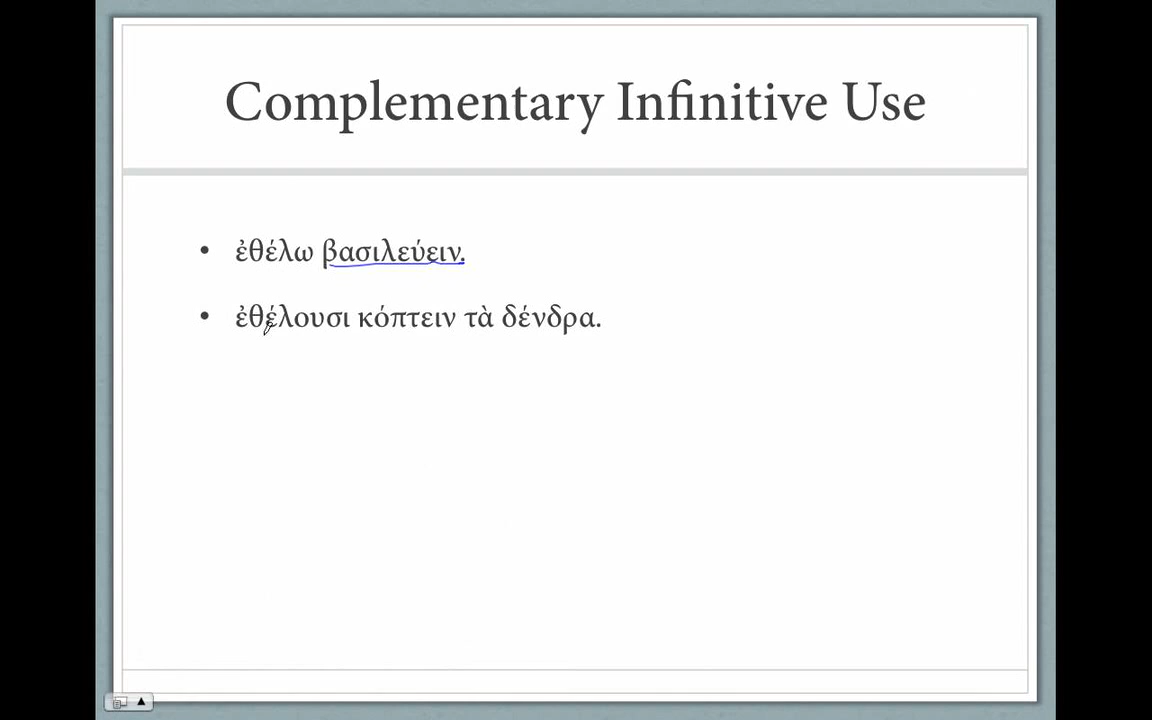 Complementary Infinitive Use
• ἐθέλω βασιλεύειν.
• ἐθέλουσι κόπτειν τὰ δένδρα.